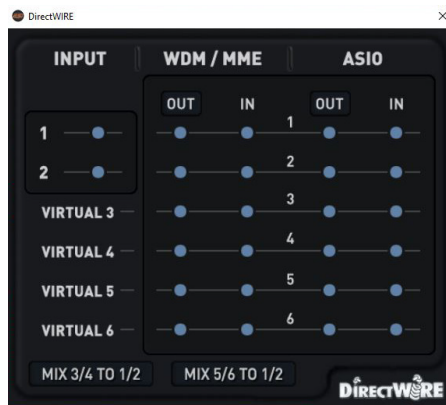 DirectWIRE
INPUT WDM / MME ASIO
OUT IN OUT IN
1 1
2 2
VIRTUAL 3 3
VIRTUAL 4 4
VIRTUAL 5 5
VIRTUAL 6 6
MIX 3/4 TO 1/2 MIX 5/6 TO 1/2
DIRECTWIRE